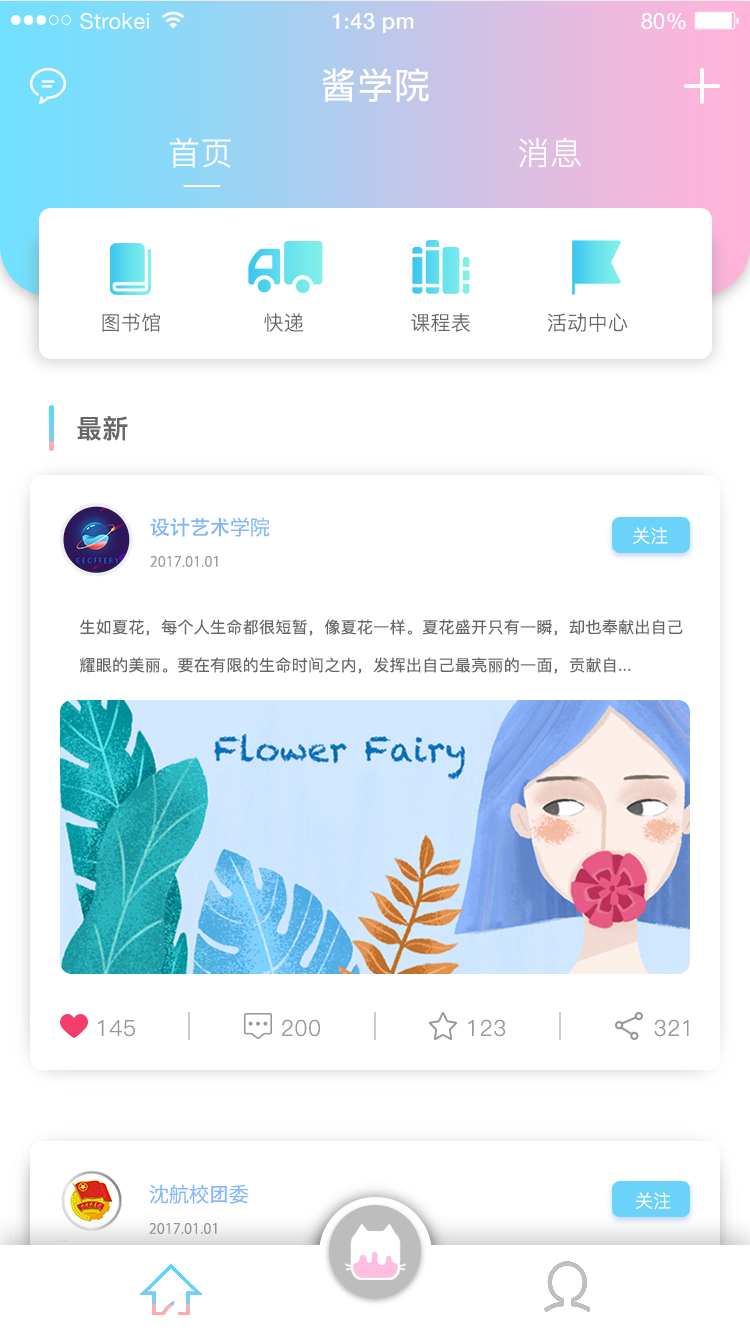 Strokei 1:43 pm 80%
酱学院
首页 消息
图书馆 快递 课程表 活动中心
最新
设计艺术学院
关注
2017.01.01
GEOFFERY
生如夏花，每个人生命都很短暂，像夏花一样。夏花盛开只有一瞬，却也奉献出自己
耀眼的美丽。要在有限的生命时间之内，发挥出自己最亮丽的一面，贡献自...
Flower Fairy
145 200 123 321
沈航校团委
关注
2017.01.01